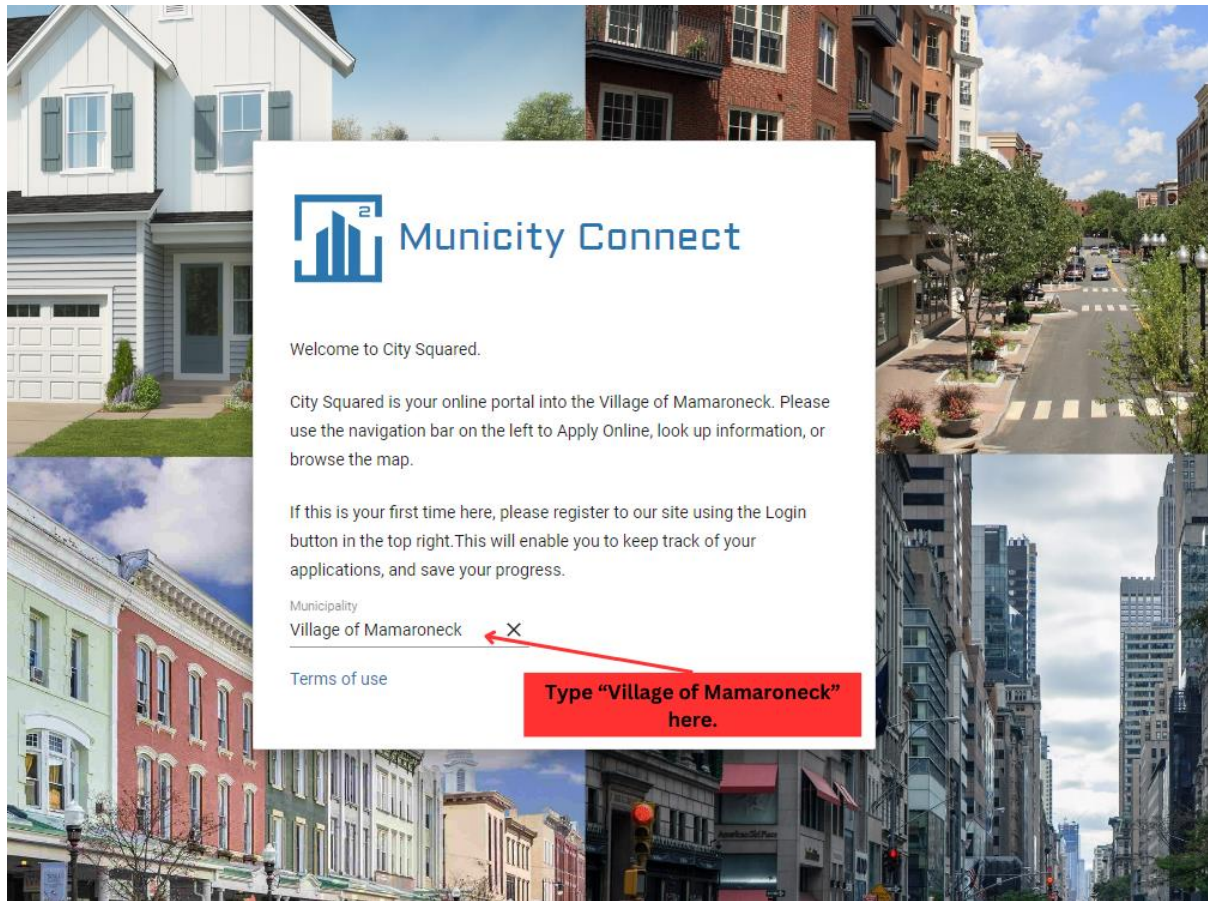 2
Municity Connect
Welcome to City Squared.
City Squared is your online portal into the Village of Mamaroneck. Please
use the navigation bar on the left to Apply Online, look up information, or
browse the map.
If this is your first time here, please register to our site using the Login
button in the top right.This will enable you to keep track of your
applications, and save your progress.
Municipality
Village of Mamaroneck
Terms of use
Type “Village of Mamaroneck”
here.